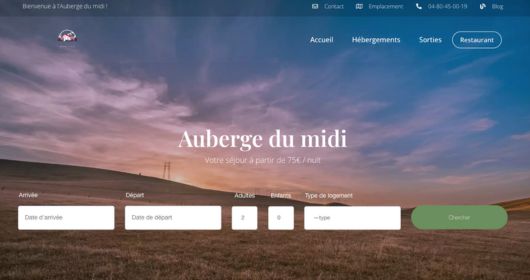 Bienvenue à l'Auberge du midi !
Contact
Emplacement
04-80-45-00-19
Blog
Accueil
Hébergements
Sorties
Restaurant
Auberge du midi
Votre séjour à partir de 75€ / nuit
Arrivée
Départ
Adultes
Enfants
Type de logement
Date d'arrivée
Date de départ
2
0
--type
Chercher